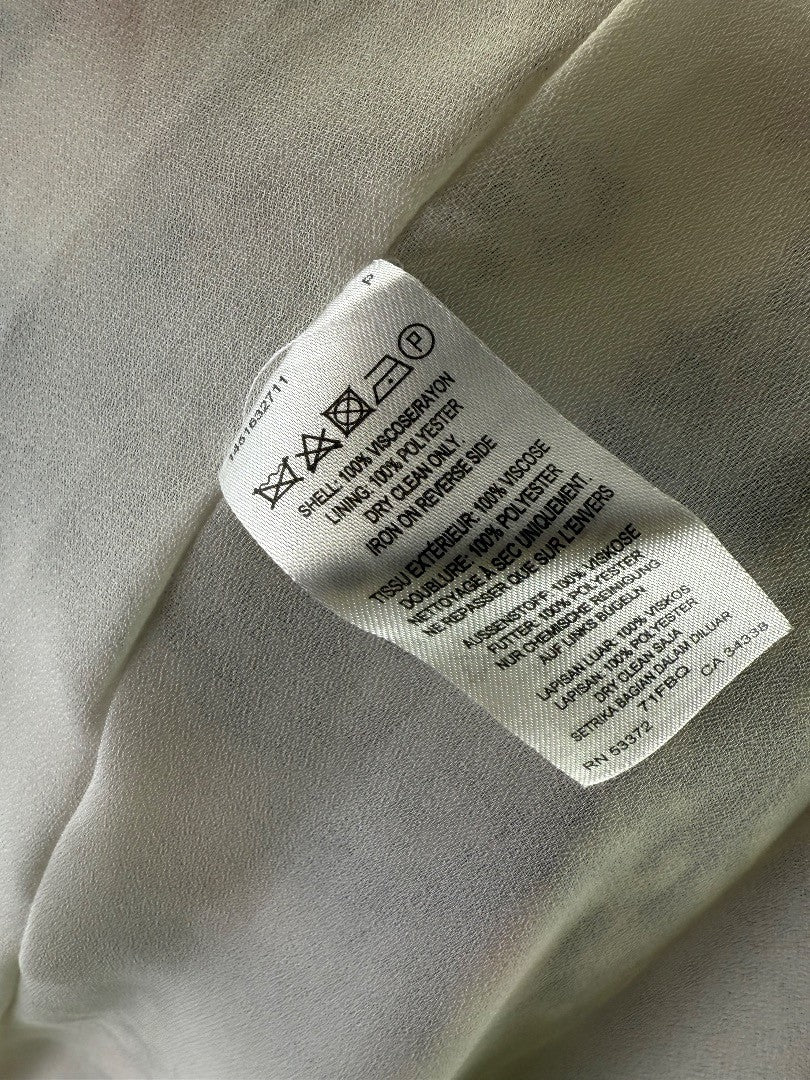 P
1451632711
P
SHELL: 100% VISCOSE/RAYON
LINING: 100% POLYESTER
DRY CLEAN ONLY.
IRON ON REVERSE SIDE
TISSU EXTÉRIEUR: 100% VISCOSE
DOUBLURE: 100% POLYESTER
NETTOYAGE À SEC UNIQUEMENT.
NE REPASSER QUE SUR L'ENVERS
AUSSENSTOFF: 100% VISKOSE
FUTTER: 100% POLYESTER
NUR CHEMISCHE REINIGUNG
AUF LINKS BÜGELN
LAPISAN LUAR: 100% VISKOS
LAPISAN: 100% POLYESTER
DRY CLEAN SAJA
SETRIKA BAGIAN DALAM DILUAR
71FBQ
RN 53372 CA 34338